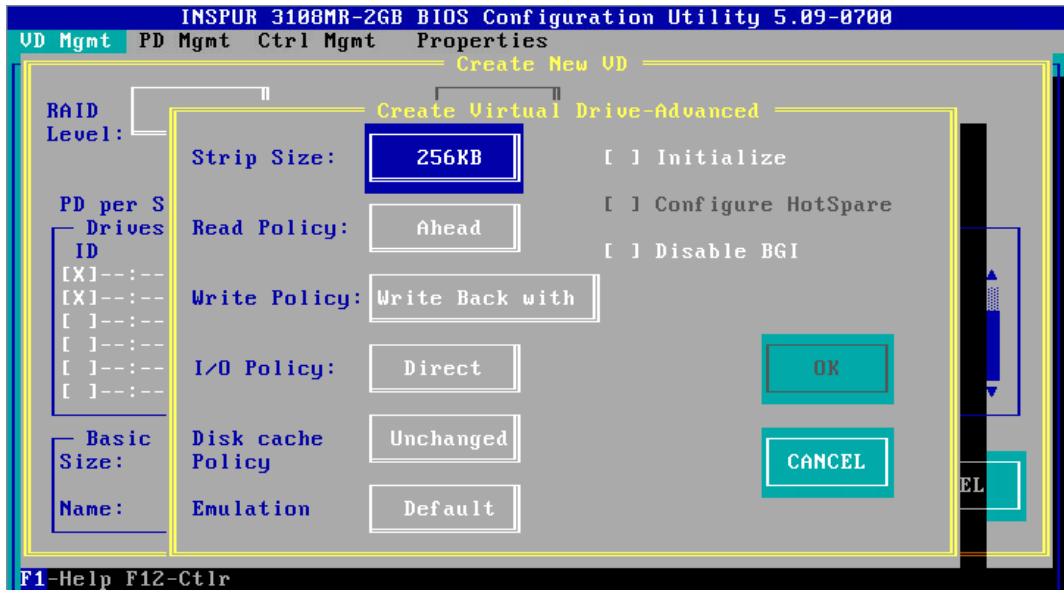 INSPUR 3108MR-2GB BIOS Configuration Utility 5.09-0700
VD Mgmt PD Mgmt Ctrl Mgmt Properties
Create New VD
RAID
Level:
Create Virtual Drive-Advanced
Strip Size: 256KB [ ] Initialize
PD per S [ ] Configure HotSpare
Drives Read Policy: Ahead
ID [ ] Disable BGI
[X]--:--
[X]--:-- Write Policy: Write Back with
[ ]--:--
[ ]--:--
[ ]--:-- I/O Policy: Direct OK
[ ]--:--
Basic Disk cache Unchanged
Size: Policy CANCEL
EL
Name: Emulation Default
F1-Help F12-Ctlr